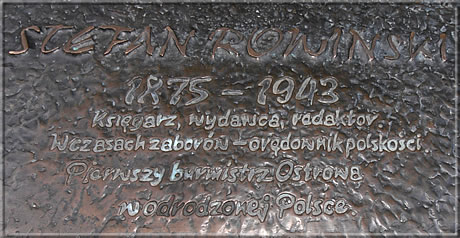 STEFAN ROWIŃSKI
1875 - 1943
Księgarz, wydawca, redaktor
W czasach zaborów - orędownik polskości
Pierwszy burmistrz Ostrowa
w odrodzonej Polsce